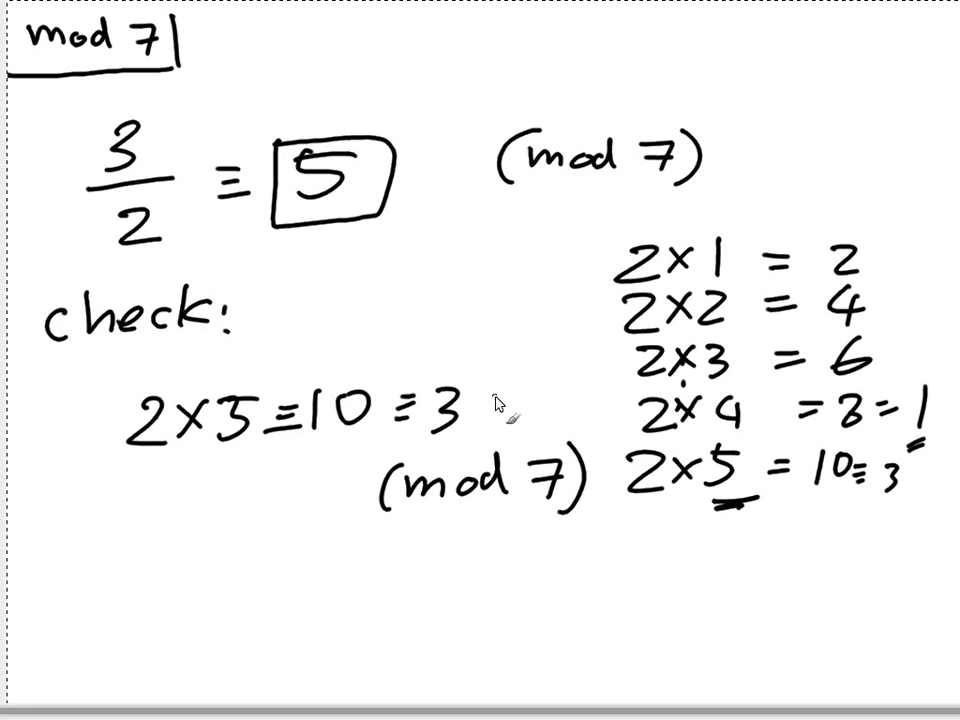 mod 7
3/2 ≡ 5 (mod 7)
2×1 = 2
2×2 = 4
check:
2×3 = 6
2×5≡10≡3
2×4 =8=1
(mod 7)
2×5 = 10≡3